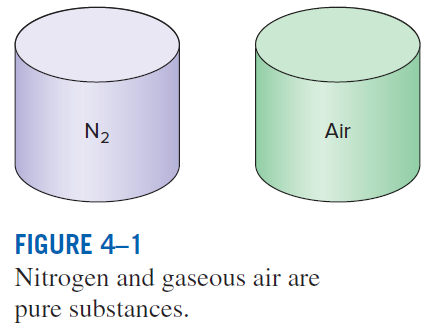 N₂
Air
FIGURE 4–1
Nitrogen and gaseous air are
pure substances.